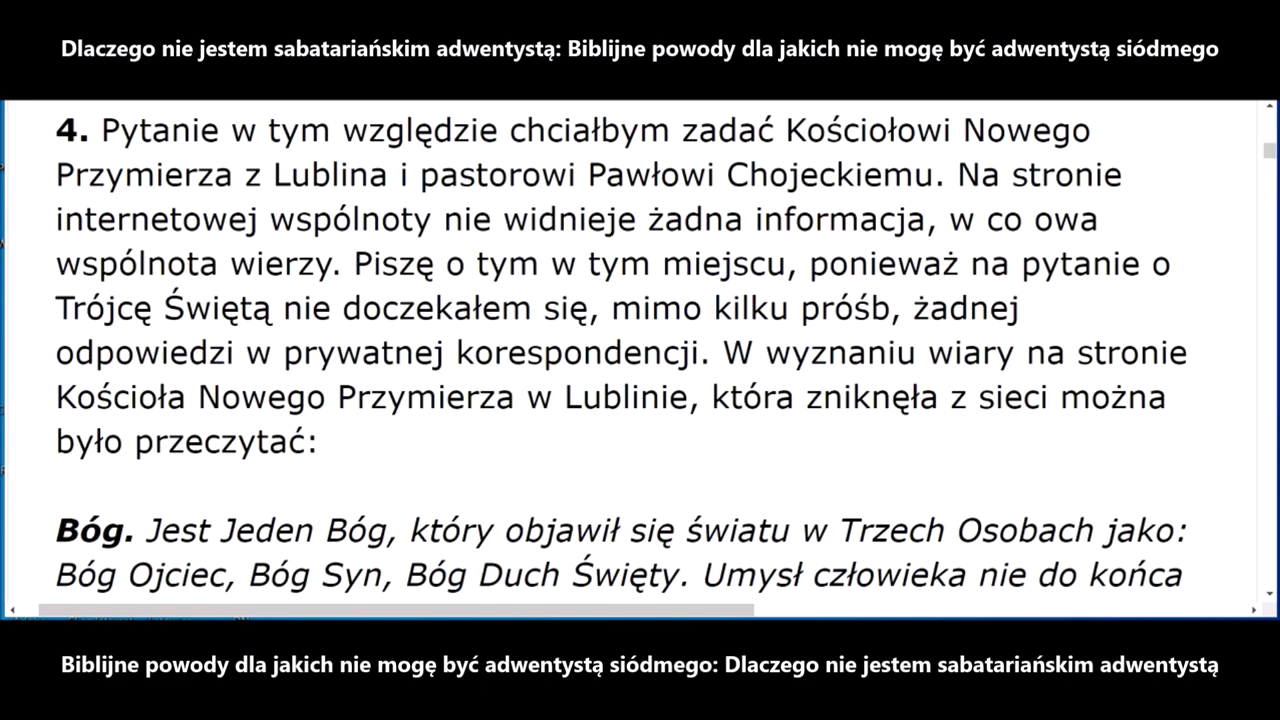 Dlaczego nie jestem sabatariańskim adwentystą: Biblijne powody dla jakich nie mogę być adwentystą siódmego
4. Pytanie w tym względzie chciałbym zadać Kościołowi Nowego
Przymierza z Lublina i pastorowi Pawłowi Chojeckiemu. Na stronie
internetowej wspólnoty nie widnieje żadna informacja, w co owa
wspólnota wierzy. Piszę o tym w tym miejscu, ponieważ na pytanie o
Trójcę Świętą nie doczekałem się, mimo kilku próśb, żadnej
odpowiedzi w prywatnej korespondencji. W wyznaniu wiary na stronie
Kościoła Nowego Przymierza w Lublinie, która zniknęła z sieci można
było przeczytać:
Bóg. Jest Jeden Bóg, który objawił się światu w Trzech Osobach jako:
Bóg Ojciec, Bóg Syn, Bóg Duch Święty. Umysł człowieka nie do końca
Biblijne powody dla jakich nie mogę być adwentystą siódmego: Dlaczego nie jestem sabatariańskim adwentystą